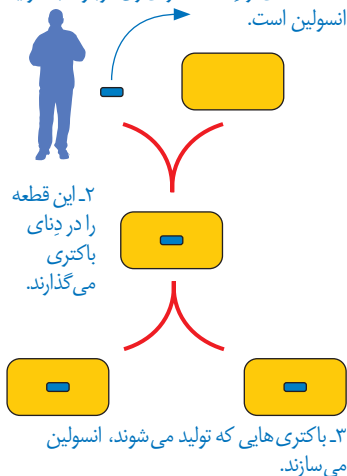 انسولین است.
۲ـ این قطعه
را در دِنای
باکتری
می‌گذارند.
۳ـ باکتری‌هایی که تولید می‌شوند، انسولین
می‌سازند.